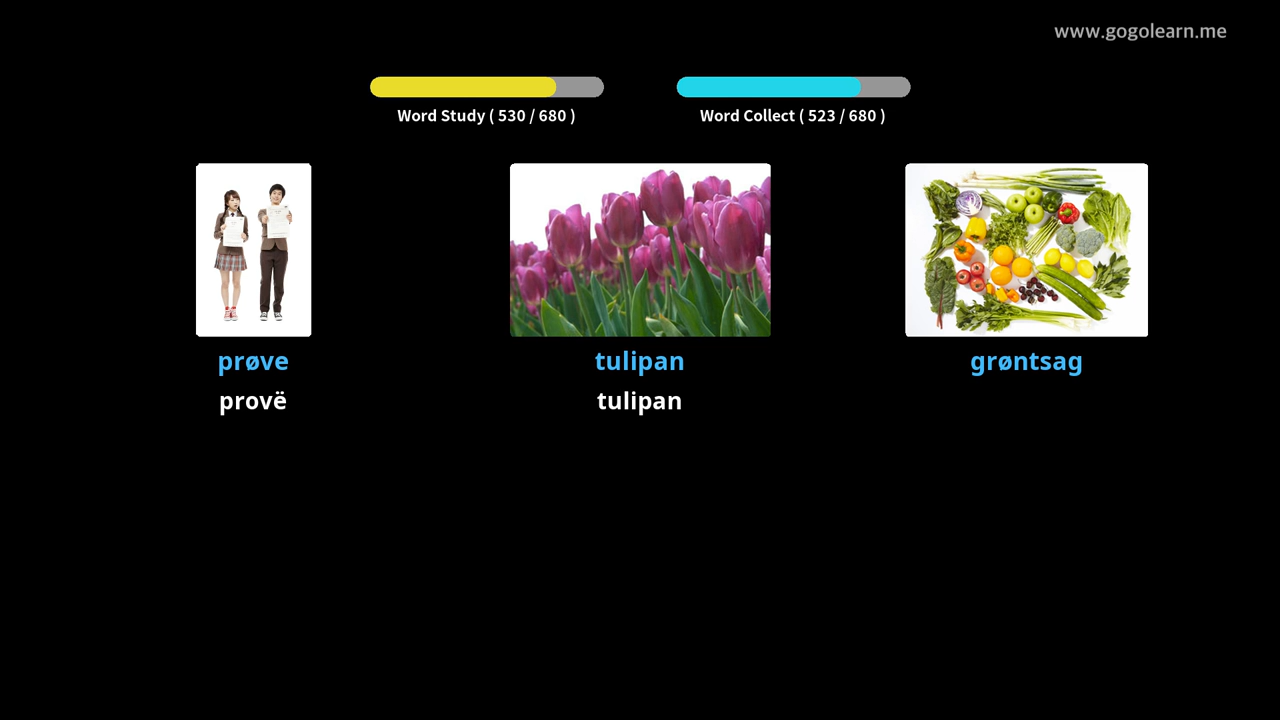 www.gogolearn.me
Word Study ( 530 / 680 )
Word Collect ( 523 / 680 )
prøve
tulipan
grøntsag
provë
tulipan